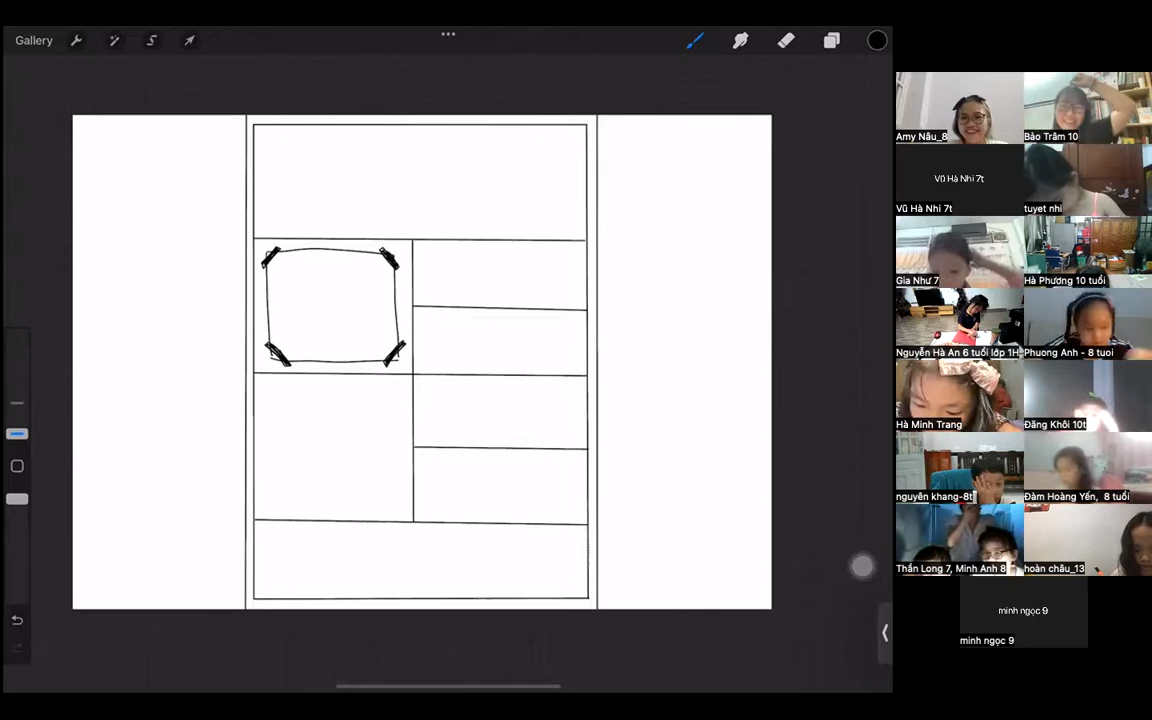 Gallery
Amy Nâu_8
Bảo Trâm 10
Vũ Hà Nhi 7t
Vũ Hà Nhi 7t
tuyet nhi
Gia Như 7
Hà Phương 10 tuổi
Nguyễn Hà An 6 tuổi lớp 1H
Phuong Anh - 8 tuoi
Hà Minh Trang
Đăng Khôi 10t
nguyên khang-8t
Đàm Hoàng Yến, 8 tuổi
Thần Long 7, Minh Anh 8
hoàn châu_13
minh ngọc 9
minh ngọc 9